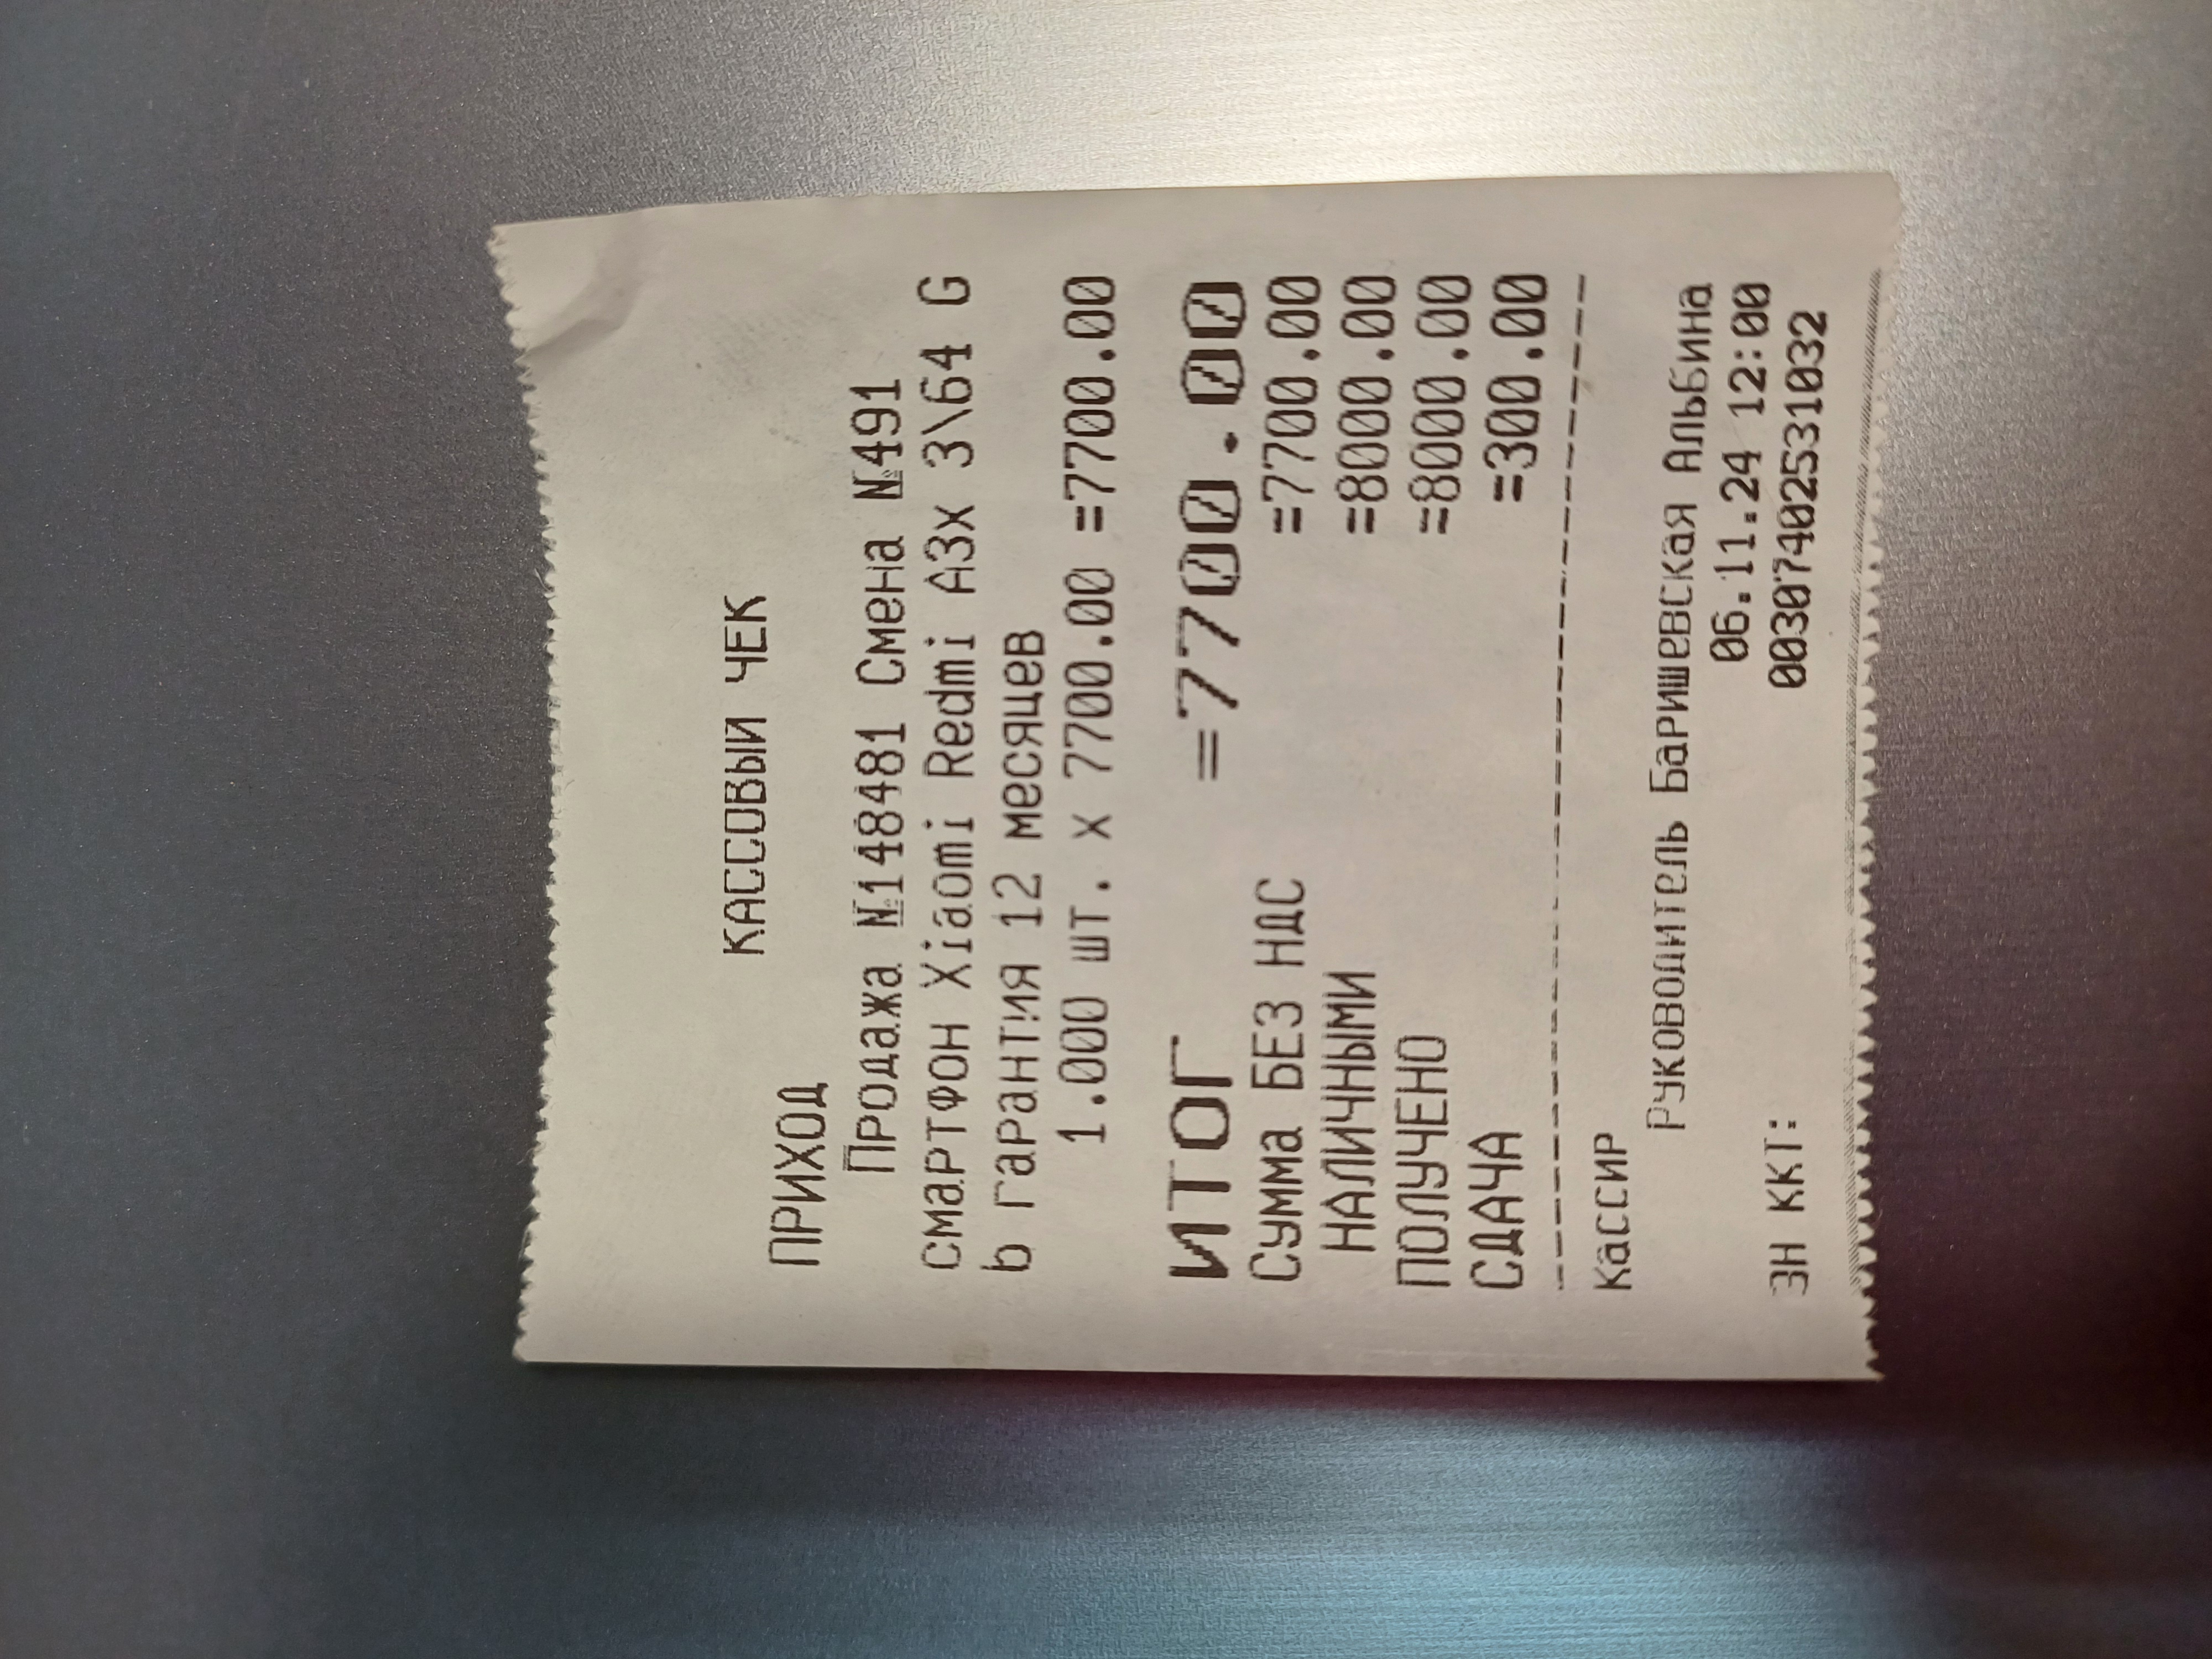 КАССОВЫЙ ЧЕК
ПРИХОД
Продажа №148481 Смена №491
смартфон Xiaomi Redmi A3x 3\64 G
b гарантия 12 месяцев
1.000 шт. x 7700.00 =7700.00
ИТОГ =7700.00
Сумма БЕЗ НДС =7700.00
НАЛИЧНЫМИ =8000.00
ПОЛУЧЕНО =8000.00
СДАЧА =300.00
Кассир
Руководитель Баришевская Альбина
06.11.24 12:00
ЗН ККТ: 00307402531032